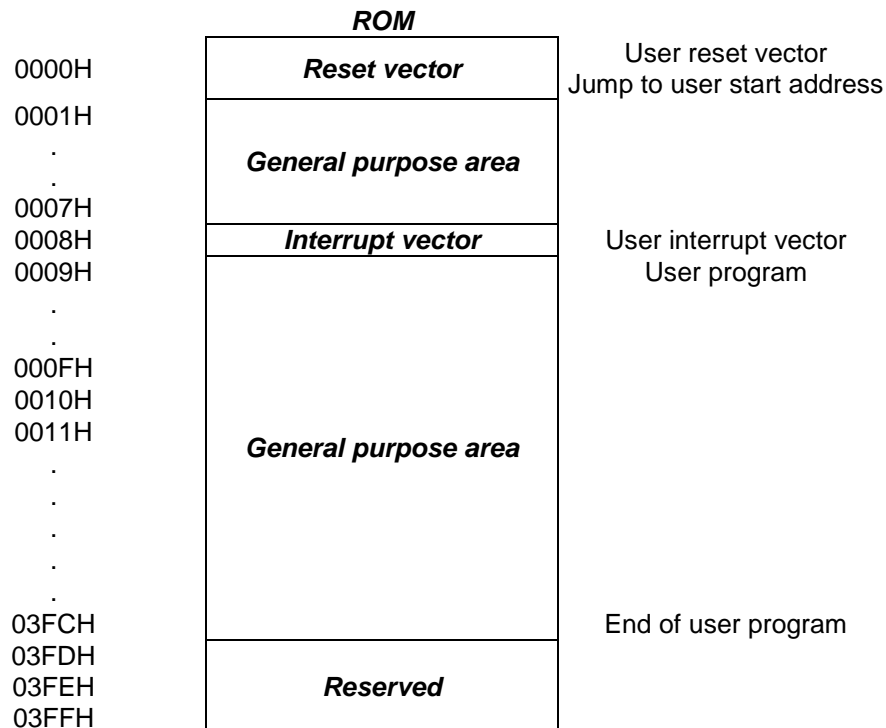 ROM
0000H Reset vector User reset vector
Jump to user start address
0001H
.
General purpose area
.
0007H
0008H Interrupt vector User interrupt vector
0009H User program
.
.
000FH
0010H
0011H
General purpose area
.
.
.
.
.
03FCH End of user program
03FDH
03FEH Reserved
03FFH